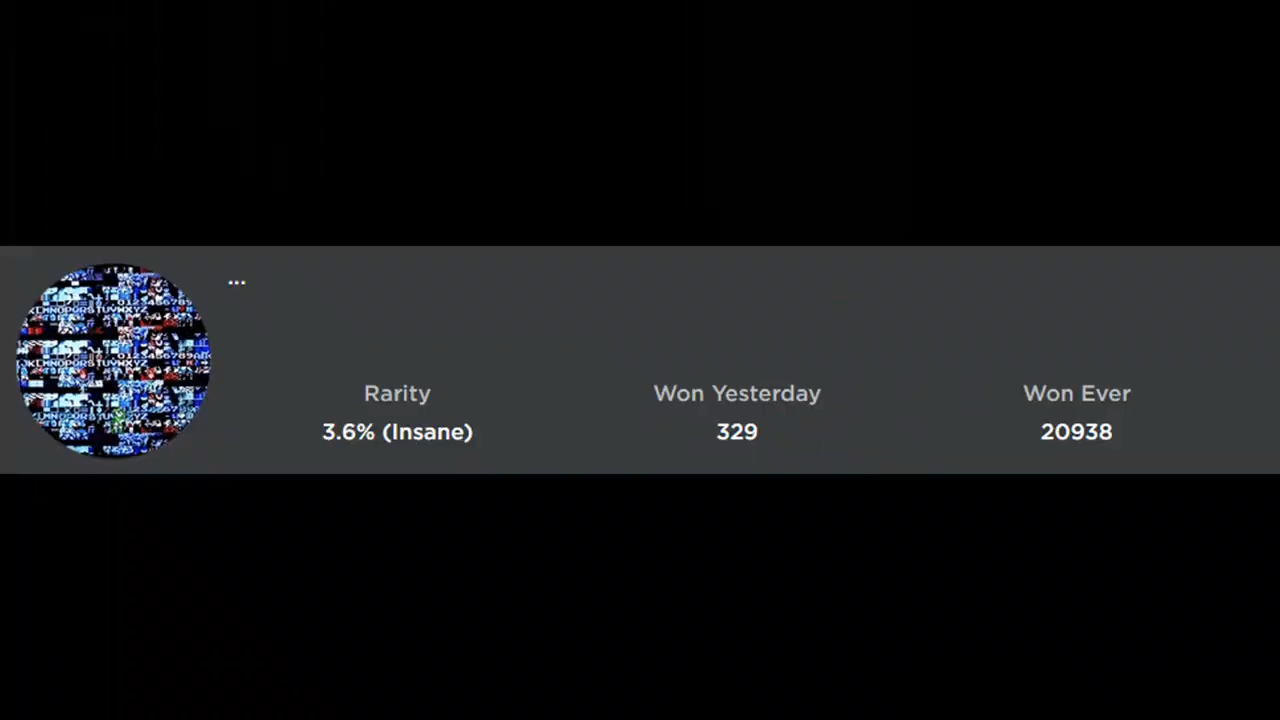 ...
Rarity
Won Yesterday
Won Ever
3.6% (Insane)
329
20938